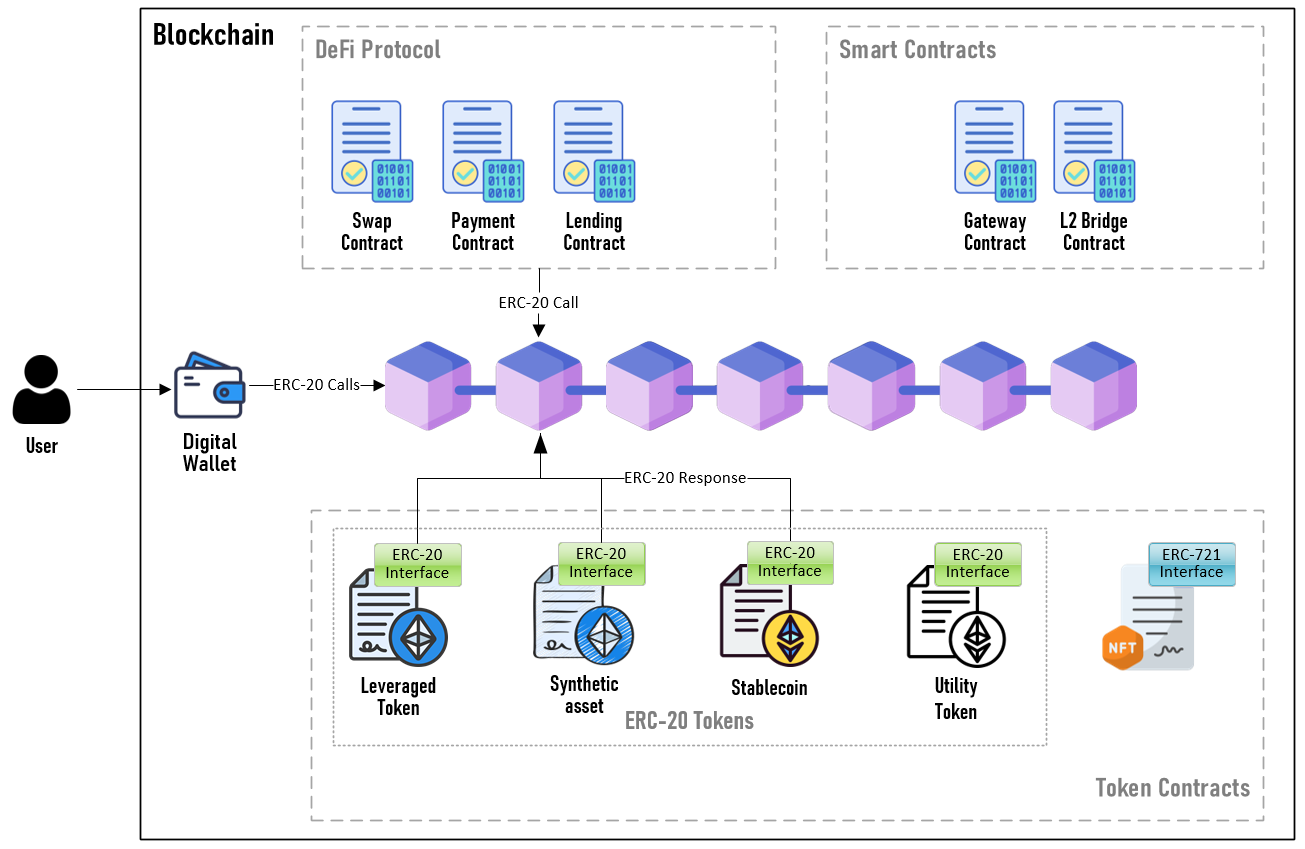 Blockchain
DeFi Protocol
Smart Contracts
01001
01101
00101
01001
01101
00101
01001
01101
00101
01001
01101
00101
01001
01101
00101
Swap
Contract
Payment
Contract
Lending
Contract
Gateway
Contract
L2 Bridge
Contract
ERC-20 Call
User
Digital
Wallet
ERC-20 Calls
ERC-20 Response
ERC-20
Interface
ERC-20
Interface
ERC-20
Interface
ERC-20
Interface
ERC-721
Interface
NFT
Leveraged
Token
Synthetic
asset
Stablecoin
Utility
Token
ERC-20 Tokens
Token Contracts